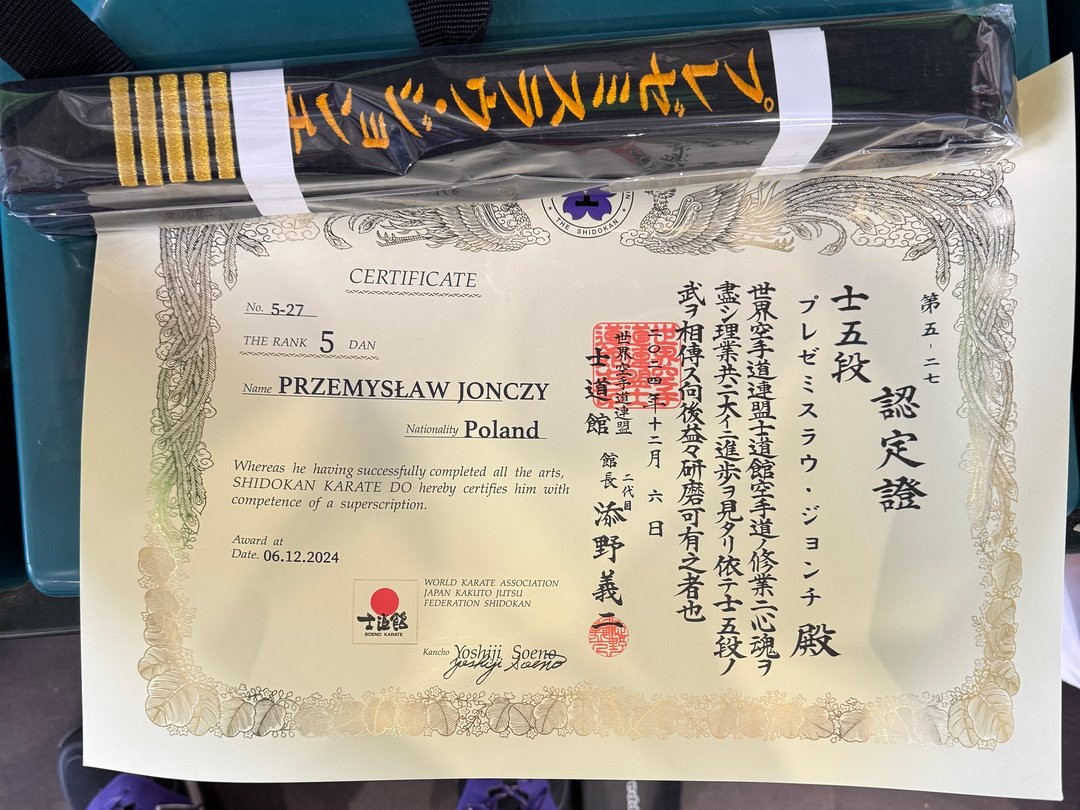 プレゼミスラウ・ジョンチ
THE SHIDOKAN
CERTIFICATE
No. 5-27
THE RANK 5 DAN
Name PRZEMYSŁAW JONCZY
Nationality Poland
Whereas he having successfully completed all the arts,
SHIDOKAN KARATE DO hereby certifies him with
competence of a superscription.
Award at
Date. 06.12.2024
士道館
SOENO KARATE
WORLD KARATE ASSOCIATION
JAPAN KAKUTO JUTSU
FEDERATION SHIDOKAN
Kancho Yoshiji Soeno
Yoshiji Soeno
第五-二七
認定證
士五段
プレゼミスラウ・ジョンチ殿
世界空手道連盟士道館空手道ノ修業ニ心魂ヲ
盡シ理業共ニ大イニ進歩ヲ見タリ依テ士五段ノ
武ヲ相傳ス向後益々研磨可有之者也
二〇二四年十二月六日
世界空手道連盟
士道館 館長 二代目 添野義二